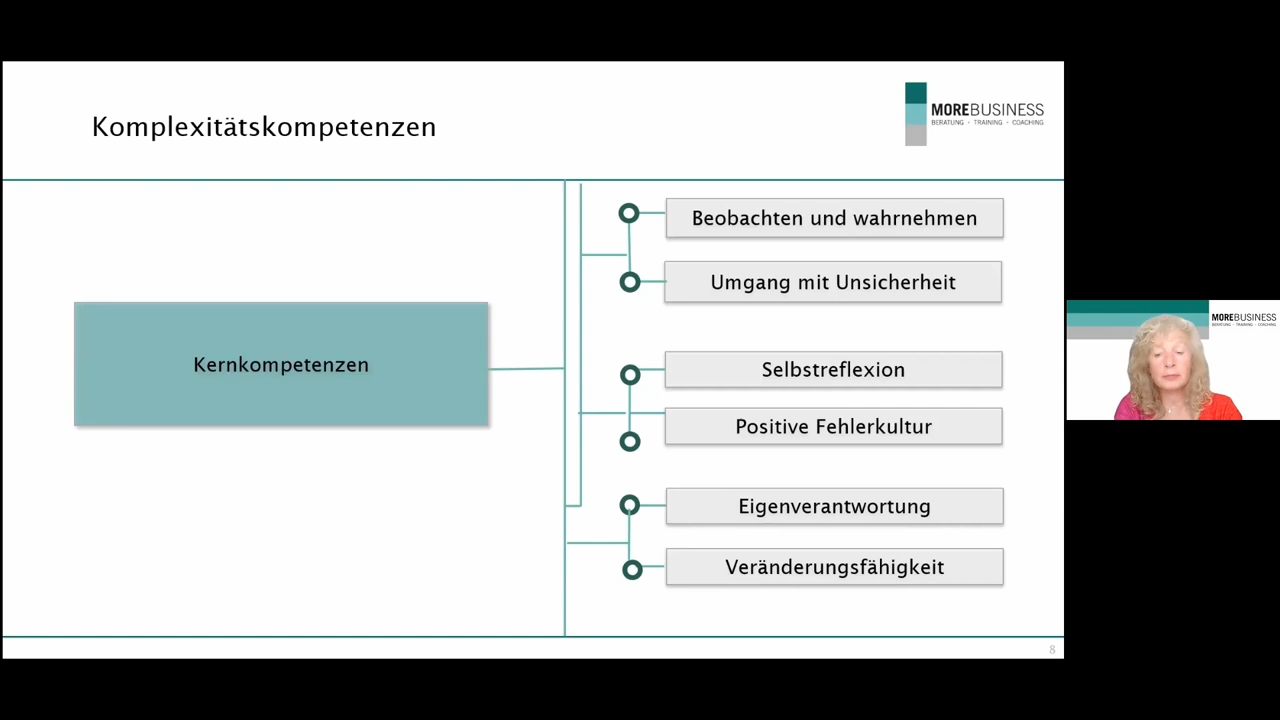 Komplexitätskompetenzen
MOREBUSINESS
BERATUNG - TRAINING - COACHING
Kernkompetenzen
Beobachten und wahrnehmen
Umgang mit Unsicherheit
Selbstreflexion
Positive Fehlerkultur
Eigenverantwortung
Veränderungsfähigkeit
8
MOREBUSINESS
BERATUNG - TRAINING - COACHING